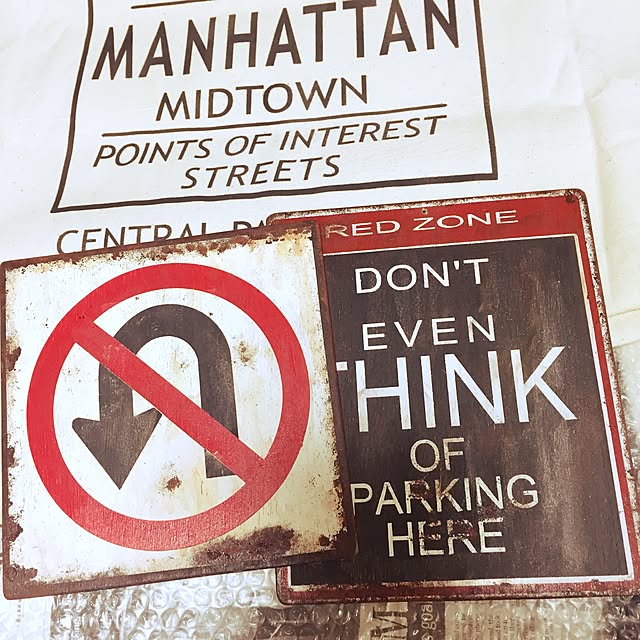 MANHATTAN
MIDTOWN
POINTS OF INTEREST
STREETS
CENTRAL
RED ZONE
DON'T
EVEN
THINK
OF
PARKING
HERE